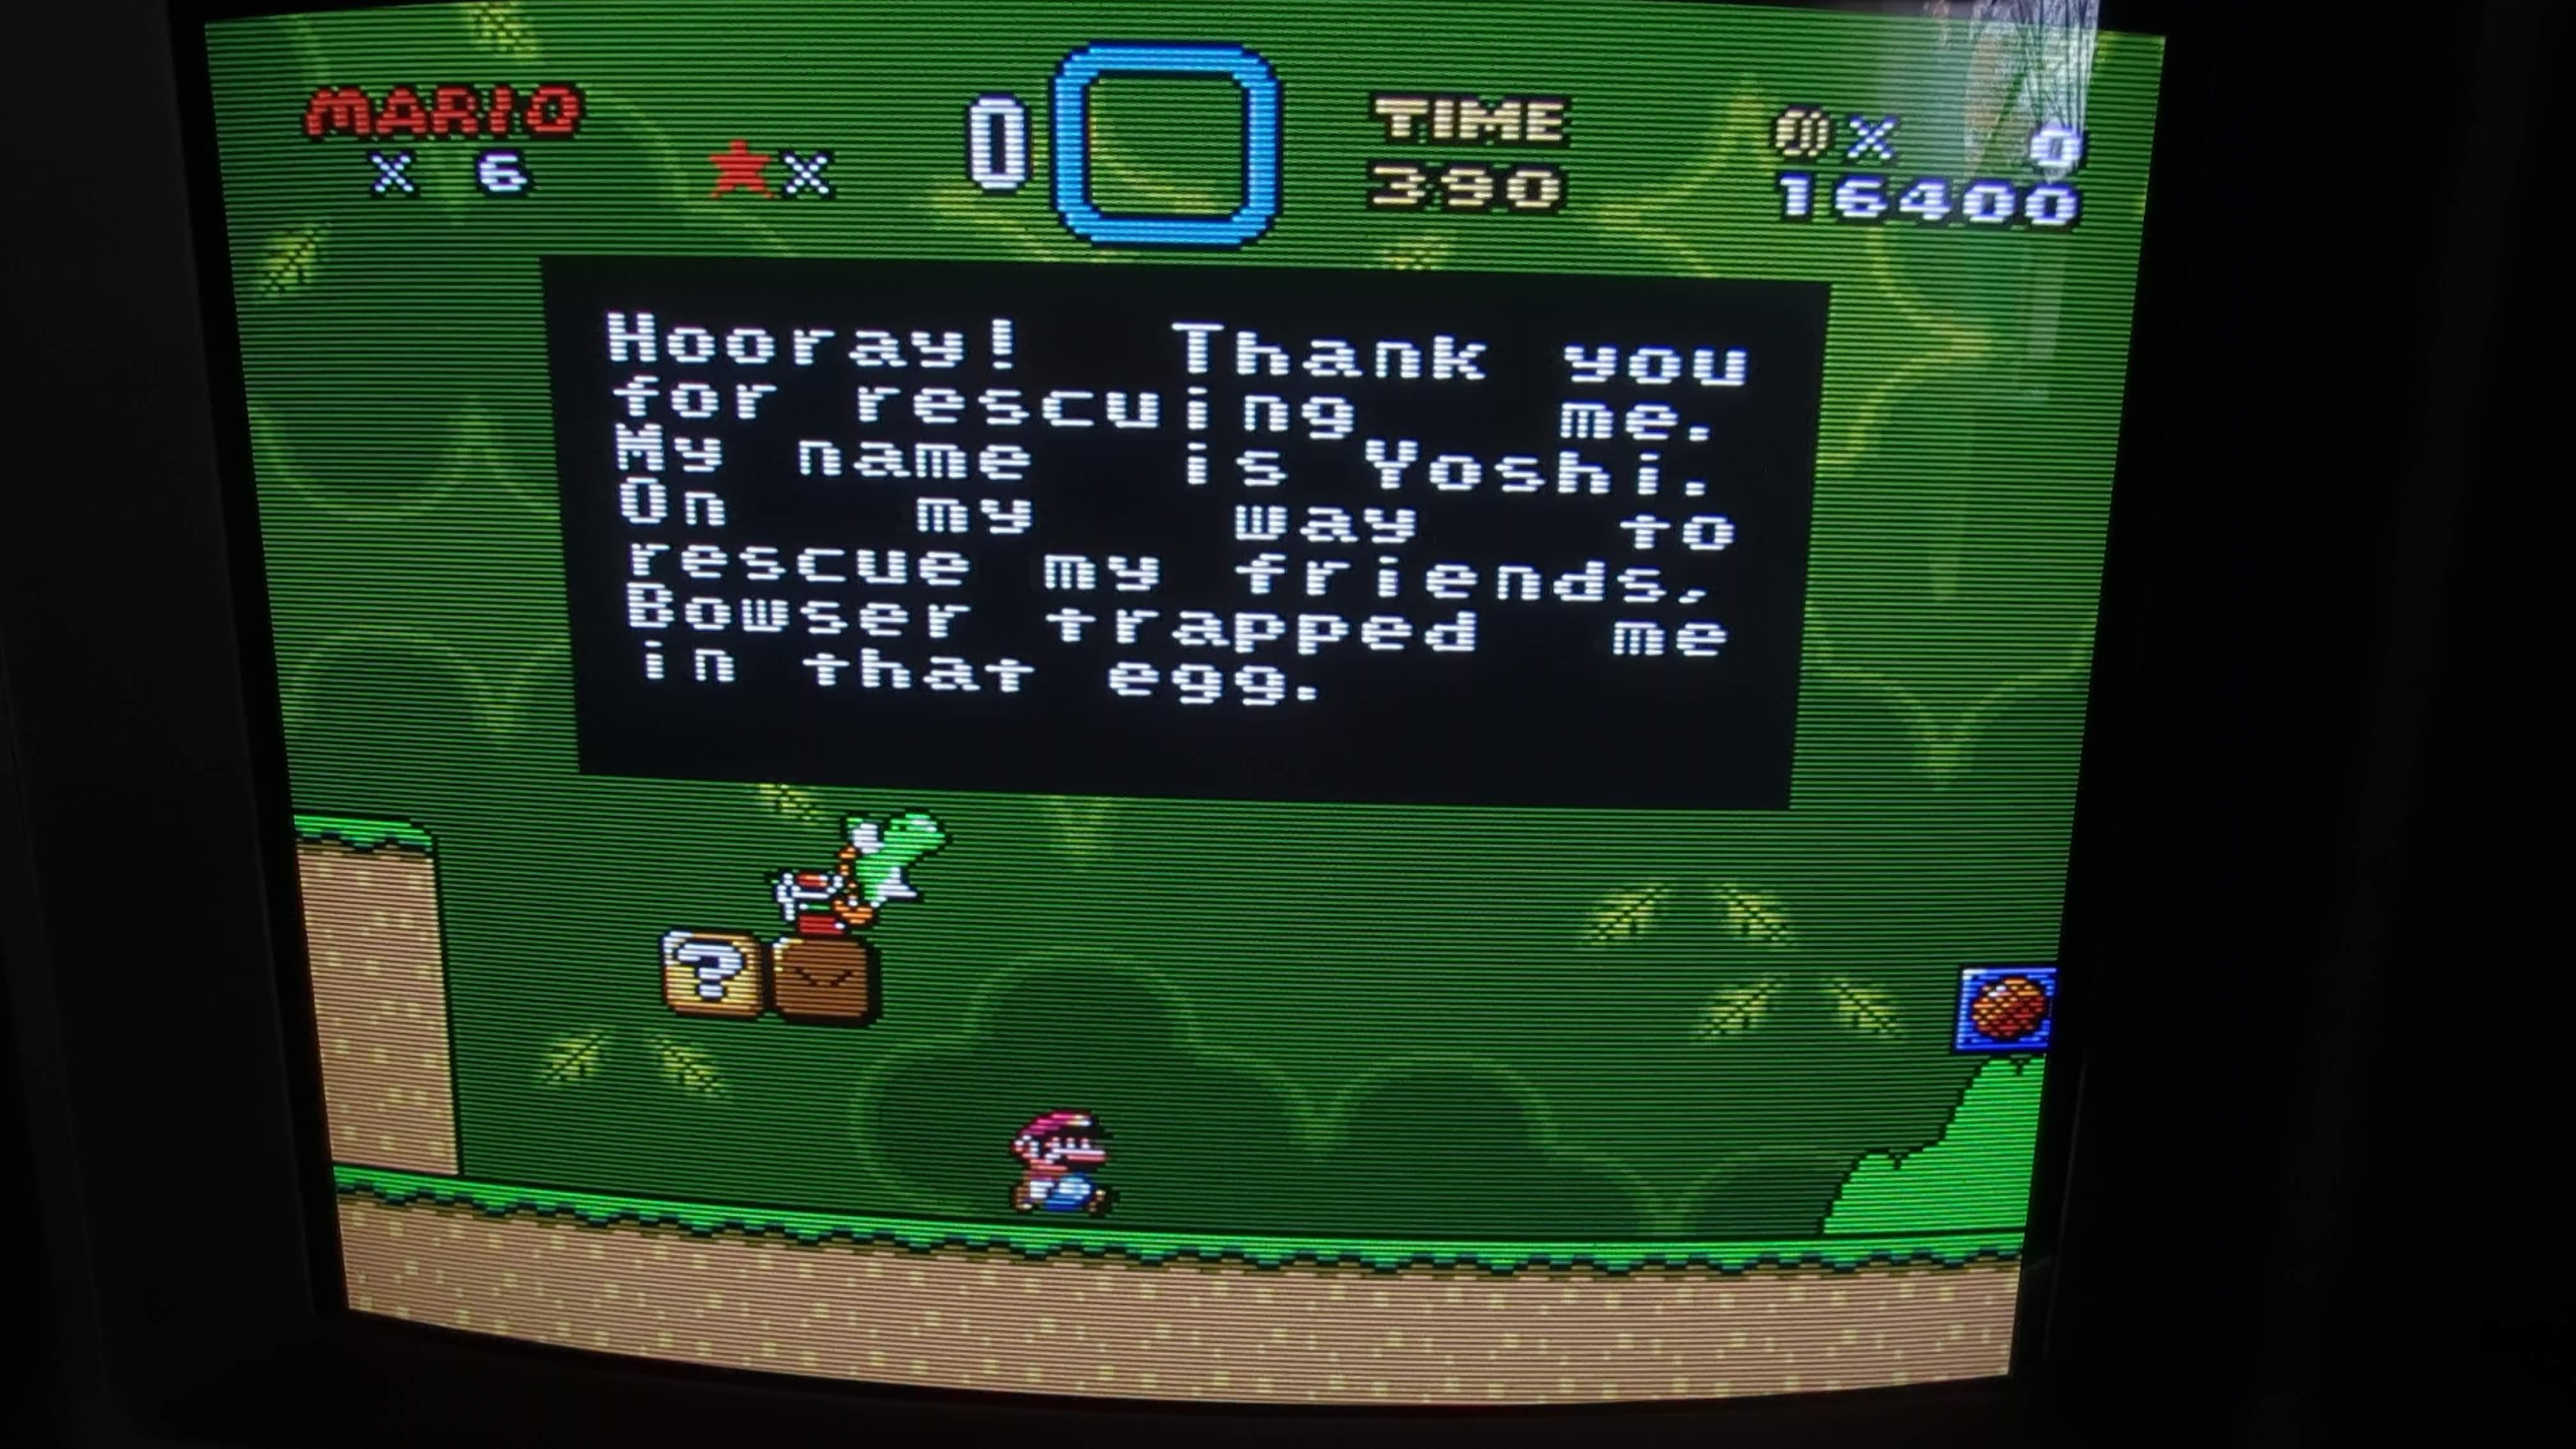 MARIO
x 6
★x
0
TIME
390
x 0
16400
Hooray! Thank you
for rescuing me.
My name is Yoshi.
On my way to
rescue my friends,
Bowser trapped me
in that egg.
?